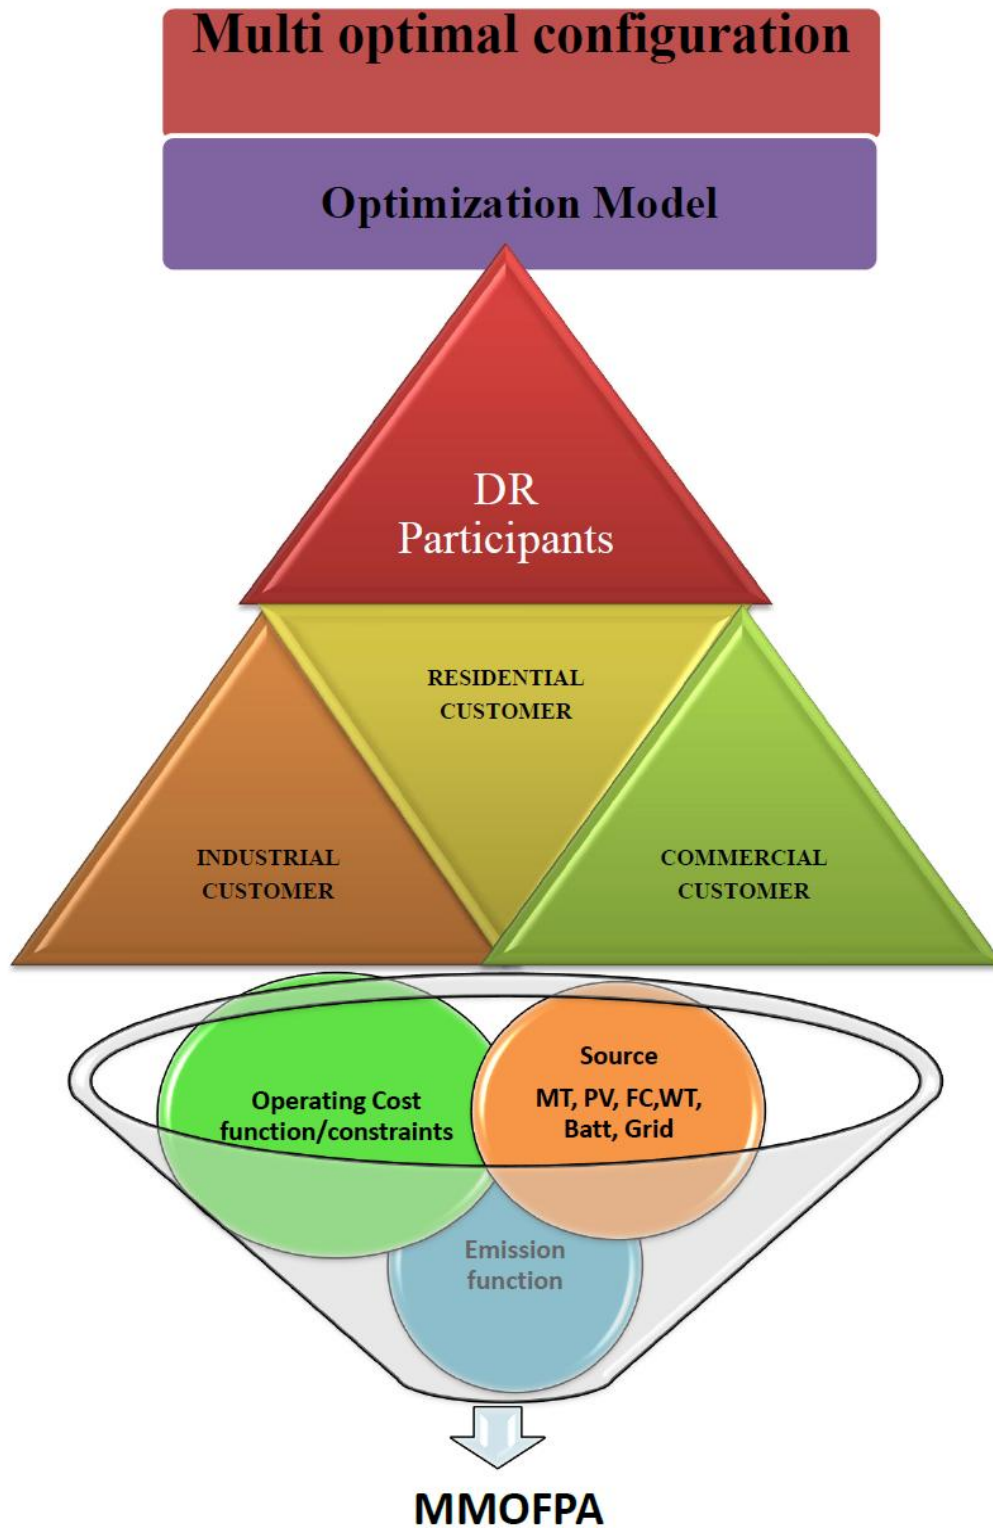 Multi optimal configuration
Optimization Model
DR
Participants
RESIDENTIAL
CUSTOMER
INDUSTRIAL
CUSTOMER
COMMERCIAL
CUSTOMER
Operating Cost
function/constraints
Source
MT, PV, FC,WT,
Batt, Grid
Emission
function
MMOFPA